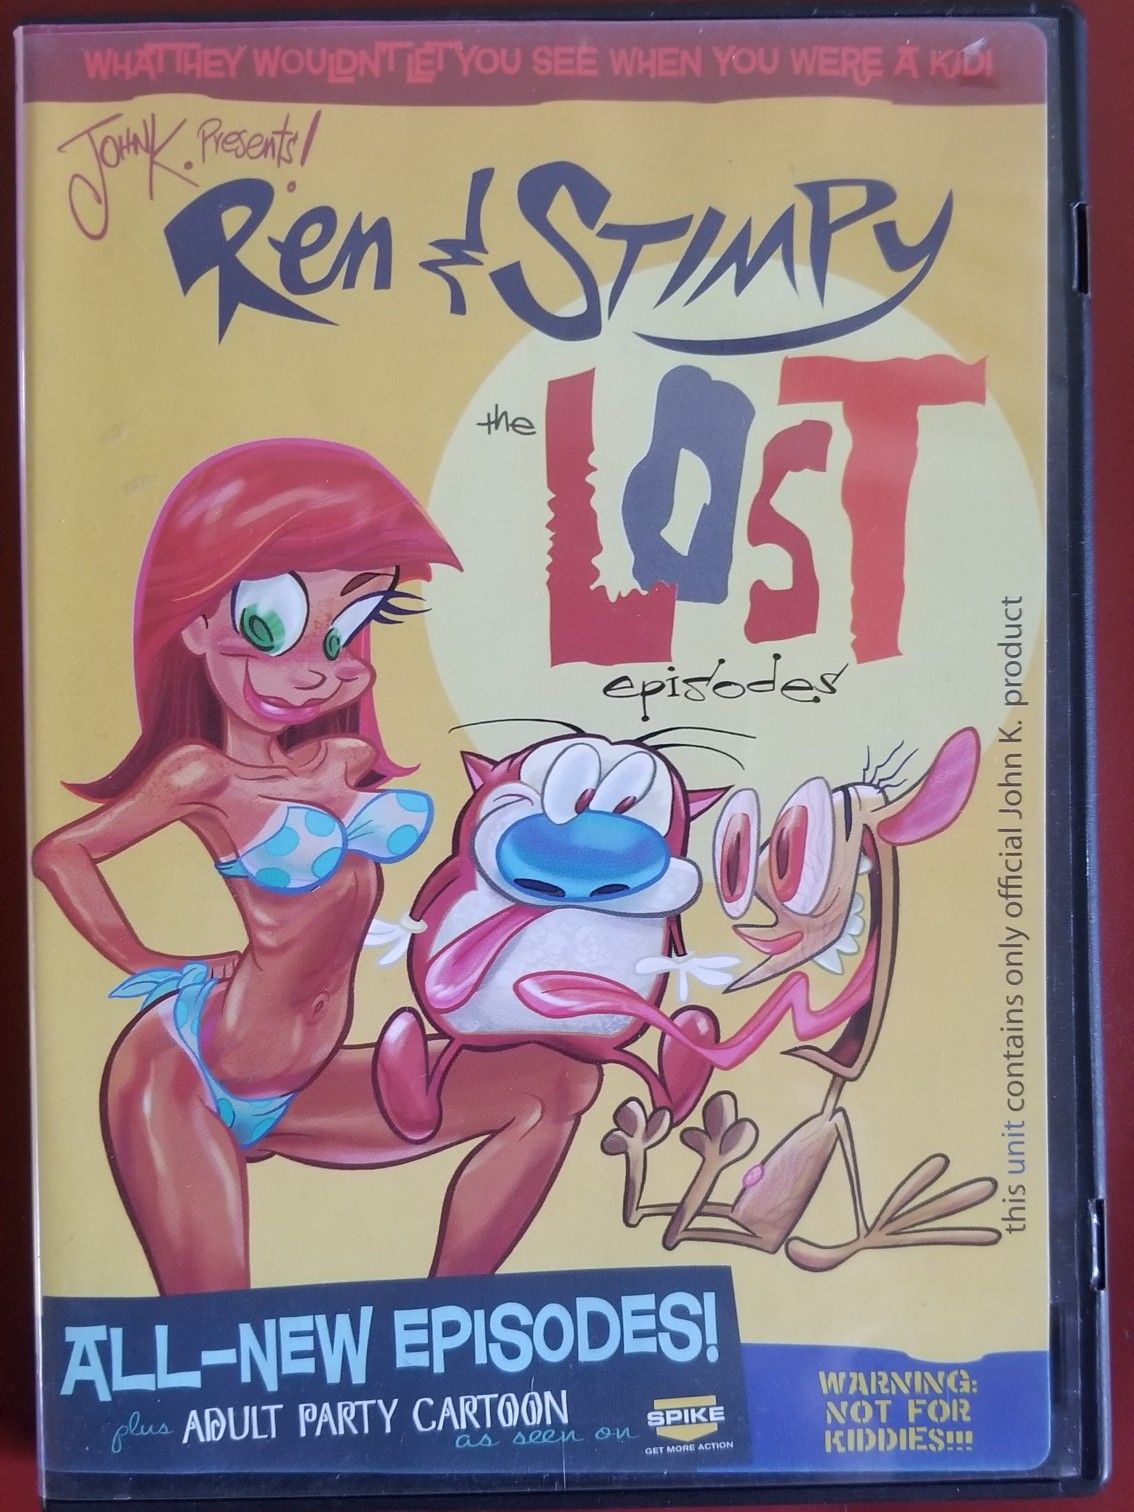 WHAT THEY WOULDN'T LET YOU SEE WHEN YOU WERE A KID!
JOHN K. Presents!
Ren & STIMPY
the LOST
episodes
this unit contains only official John K. product
ALL-NEW EPISODES!
plus ADULT PARTY CARTOON
as seen on
SPIKE
GET MORE ACTION
WARNING:
NOT FOR
KIDDIES!!!